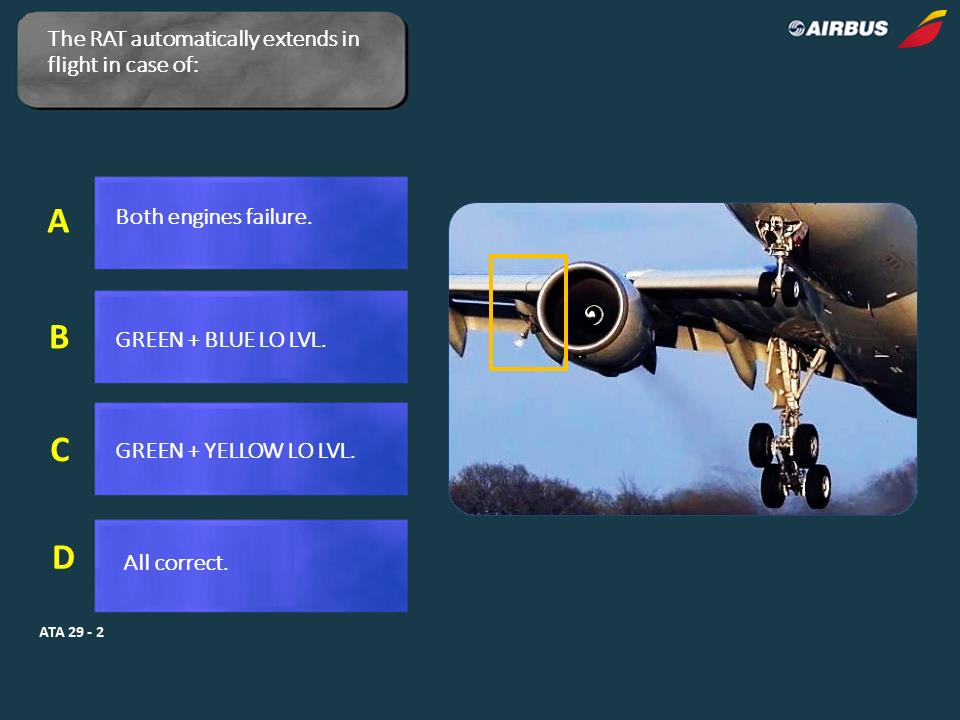 The RAT automatically extends in
flight in case of:
AIRBUS
A
Both engines failure.
B
GREEN + BLUE LO LVL.
C
GREEN + YELLOW LO LVL.
D
All correct.
ATA 29 - 2